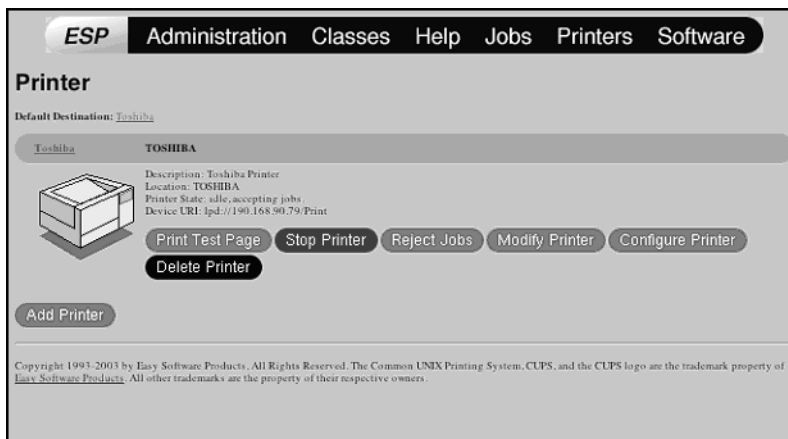 ESP Administration Classes Help Jobs Printers Software
Printer
Default Destination: Toshiba
Toshiba TOSHIBA
Description: Toshiba Printer
Location: TOSHIBA
Printer State: idle, accepting jobs.
Device URI: lpd://190.168.90.79/Print
Print Test Page Stop Printer Reject Jobs Modify Printer Configure Printer
Delete Printer
Add Printer
Copyright 1993-2003 by Easy Software Products, All Rights Reserved. The Common UNIX Printing System, CUPS, and the CUPS logo are the trademark property of
Easy Software Products. All other trademarks are the property of their respective owners.